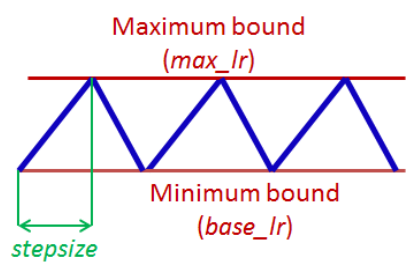 Maximum bound
(max_lr)
Minimum bound
(base_lr)
stepsize